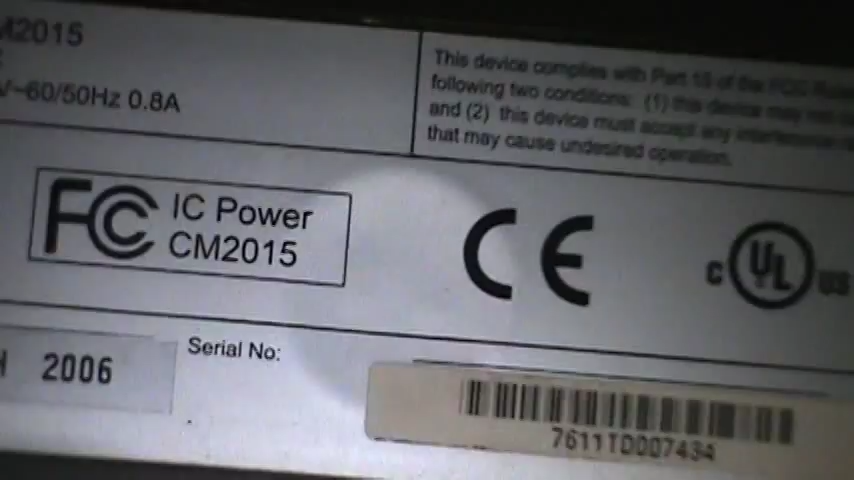 M2015
This device complies with Part 15 of the FCC
V~60/50Hz 0.8A
following two conditions: (1) this device may not
and (2) this device must accept any interference
that may cause undesired operation.
FC IC Power
CM2015
CE
C UL US
H 2006
Serial No:
7611TD007434